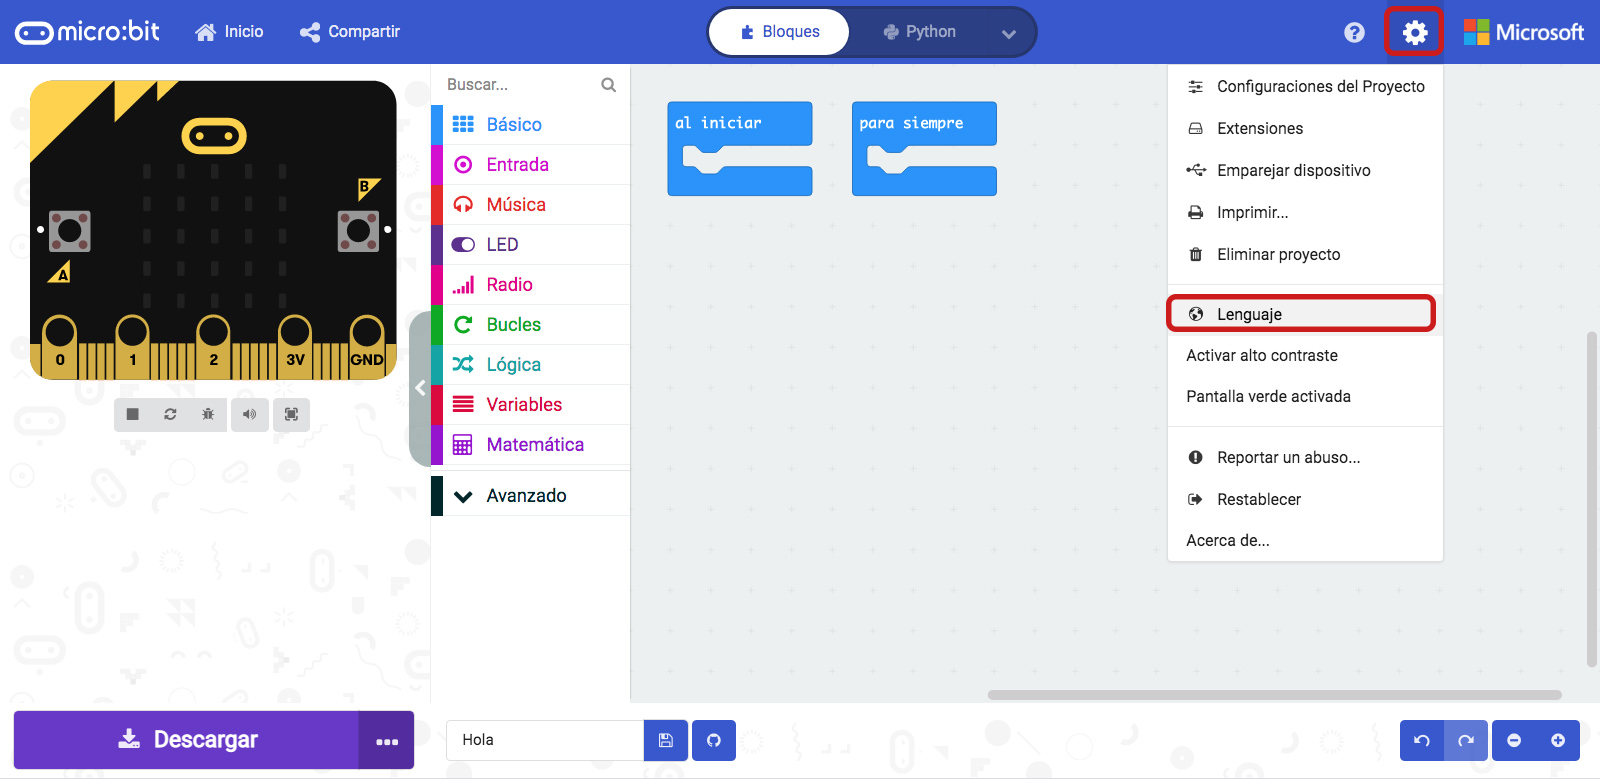 micro:bit
Inicio
Compartir
Bloques
Python
?
Microsoft
B
A
0
1
2
3V
GND
Buscar...
Básico
Entrada
Música
LED
Radio
Bucles
Lógica
Variables
Matemática
Avanzado
al iniciar
para siempre
Configuraciones del Proyecto
Extensiones
Emparejar dispositivo
Imprimir...
Eliminar proyecto
Lenguaje
Activar alto contraste
Pantalla verde activada
Reportar un abuso...
Restablecer
Acerca de...
Descargar
...
Hola